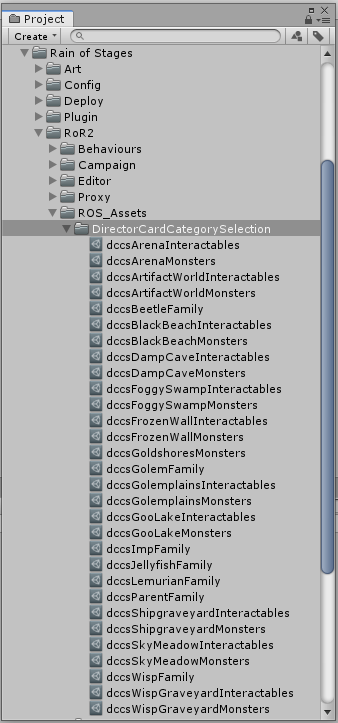 Project
Create
Rain of Stages
Art
Config
Deploy
Plugin
RoR2
Behaviours
Campaign
Editor
Proxy
ROS_Assets
DirectorCardCategorySelection
dccsArenaInteractables
dccsArenaMonsters
dccsArtifactWorldInteractables
dccsArtifactWorldMonsters
dccsBeetleFamily
dccsBlackBeachInteractables
dccsBlackBeachMonsters
dccsDampCaveInteractables
dccsDampCaveMonsters
dccsFoggySwampInteractables
dccsFoggySwampMonsters
dccsFrozenWallInteractables
dccsFrozenWallMonsters
dccsGoldshoresMonsters
dccsGolemFamily
dccsGolemplainsInteractables
dccsGolemplainsMonsters
dccsGooLakeInteractables
dccsGooLakeMonsters
dccsImpFamily
dccsJellyfishFamily
dccsLemurianFamily
dccsParentFamily
dccsShipgraveyardInteractables
dccsShipgraveyardMonsters
dccsSkyMeadowInteractables
dccsSkyMeadowMonsters
dccsWispFamily
dccsWispGraveyardInteractables
dccsWispGraveyardMonsters